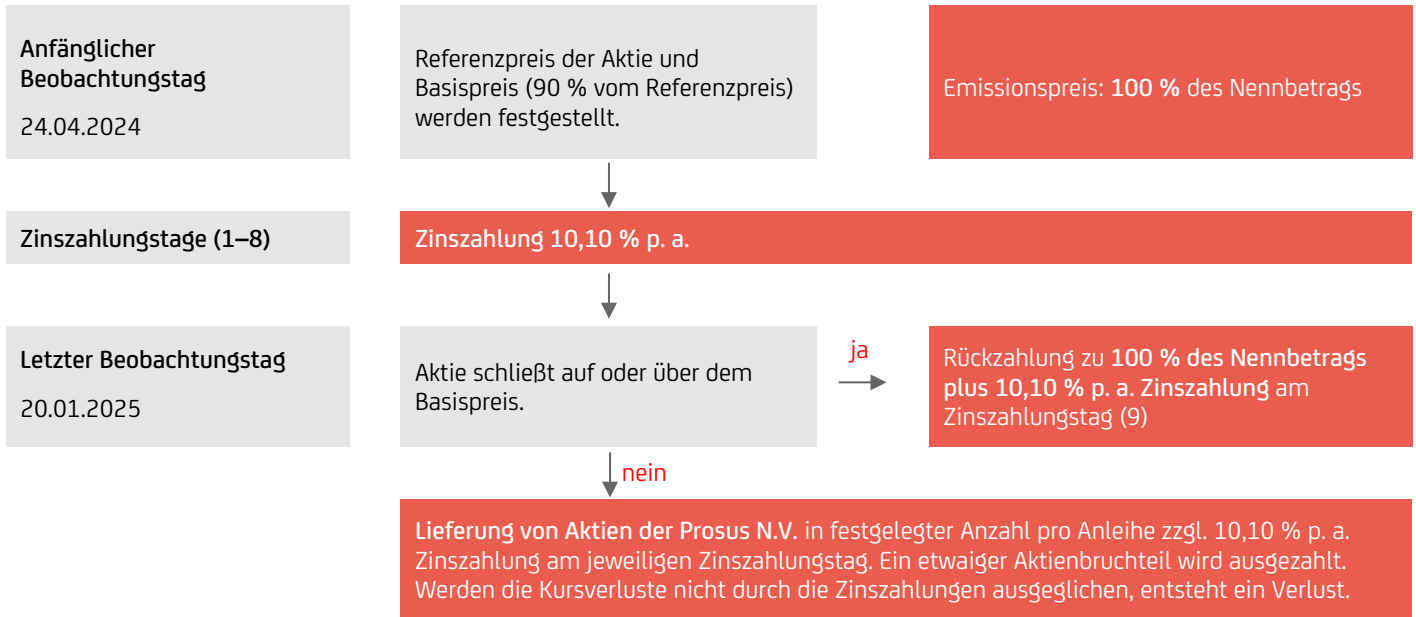 Anfänglicher
Beobachtungstag
24.04.2024
Referenzpreis der Aktie und
Basispreis (90 % vom Referenzpreis)
werden festgestellt.
Emissionspreis: 100 % des Nennbetrags
Zinszahlungstage (1–8)
Zinszahlung 10,10 % p. a.
Letzter Beobachtungstag
20.01.2025
Aktie schließt auf oder über dem
Basispreis.
ja
Rückzahlung zu 100 % des Nennbetrags
plus 10,10 % p. a. Zinszahlung am
Zinszahlungstag (9)
nein
Lieferung von Aktien der Prosus N.V. in festgelegter Anzahl pro Anleihe zzgl. 10,10 % p. a.
Zinszahlung am jeweiligen Zinszahlungstag. Ein etwaiger Aktienbruchteil wird ausgezahlt.
Werden die Kursverluste nicht durch die Zinszahlungen ausgeglichen, entsteht ein Verlust.